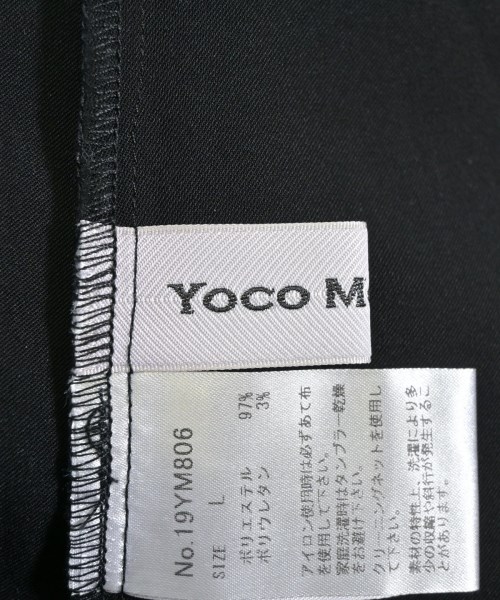 YOCO M
No.19YM806
SIZE L
ポリエステル 97%
ポリウレタン 3%
アイロン使用時は必ずあて布
を使用して下さい。
家庭洗濯時はタンブラー乾燥
をお避け下さい。
クリーニングネットを使用し
て下さい。
素材の特性上、洗濯により多
少の収縮や斜行が発生するこ
とがあります。